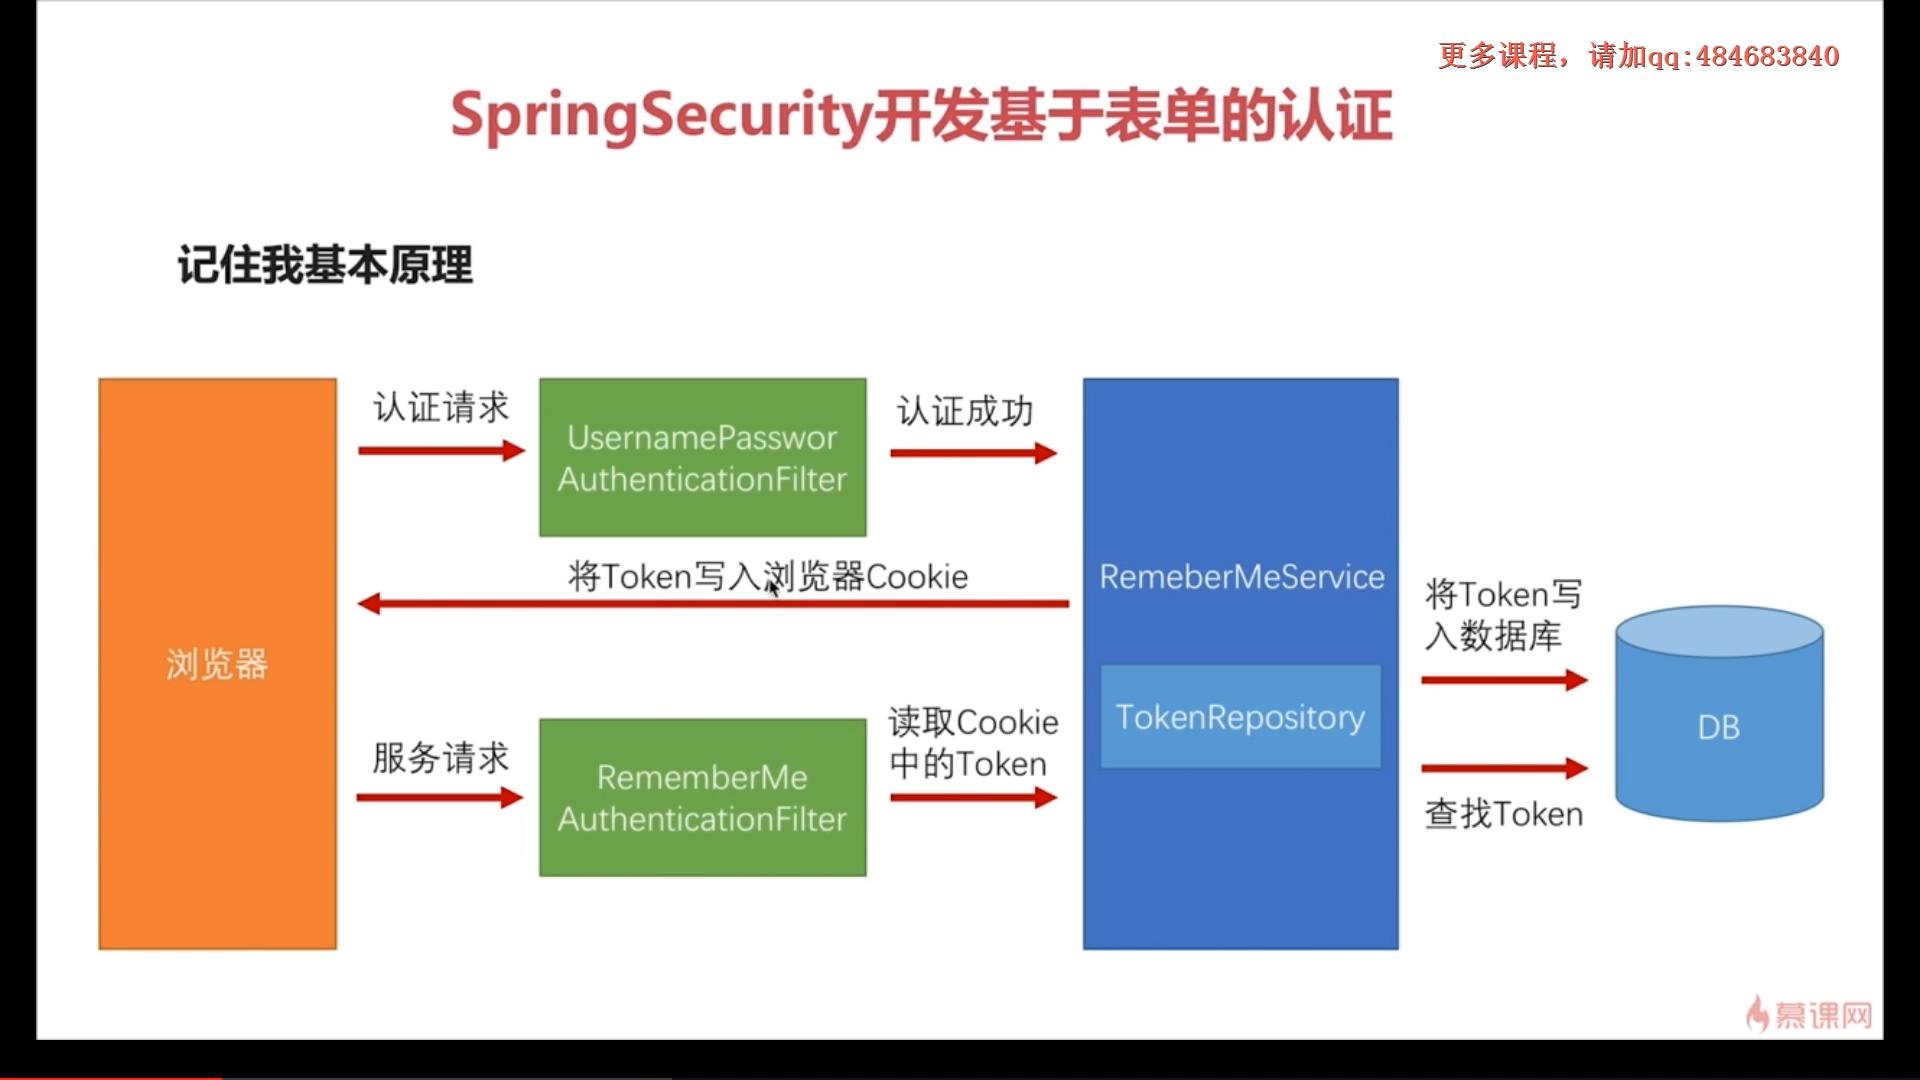 更多课程，请加qq:484683840
SpringSecurity开发基于表单的认证
记住我基本原理
认证请求
UsernamePasswor
AuthenticationFilter
认证成功
将Token写入浏览器Cookie
RemeberMeService
将Token写
入数据库
浏览器
TokenRepository
DB
服务请求
RememberMe
AuthenticationFilter
读取Cookie
中的Token
查找Token
慕课网